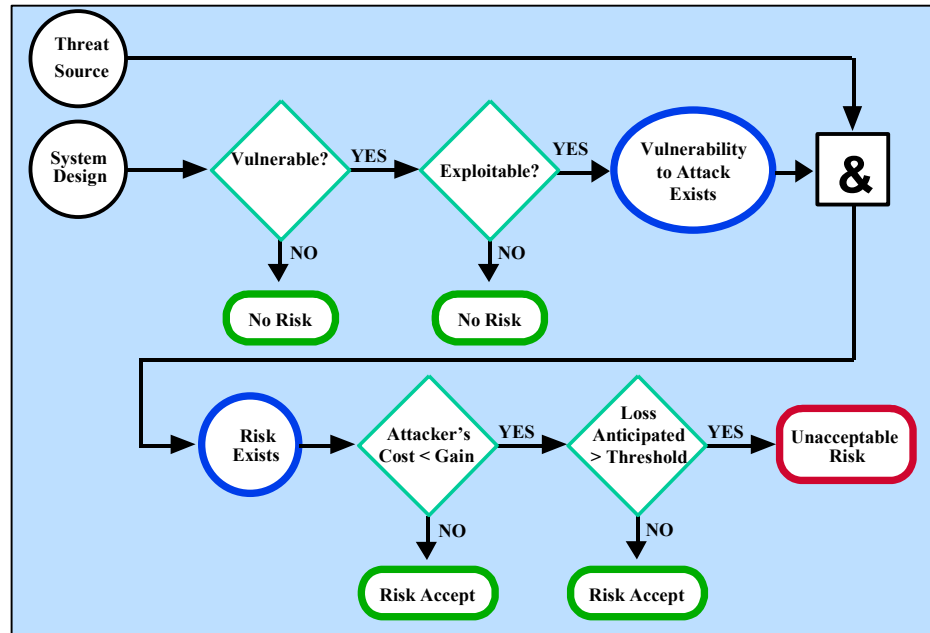 Threat
Source
System
Design
Vulnerable?
YES
Exploitable?
YES
Vulnerability
to Attack
Exists
&
NO
NO
No Risk
No Risk
Risk
Exists
Attacker's
Cost < Gain
YES
Loss
Anticipated
> Threshold
YES
Unacceptable
Risk
NO
NO
Risk Accept
Risk Accept